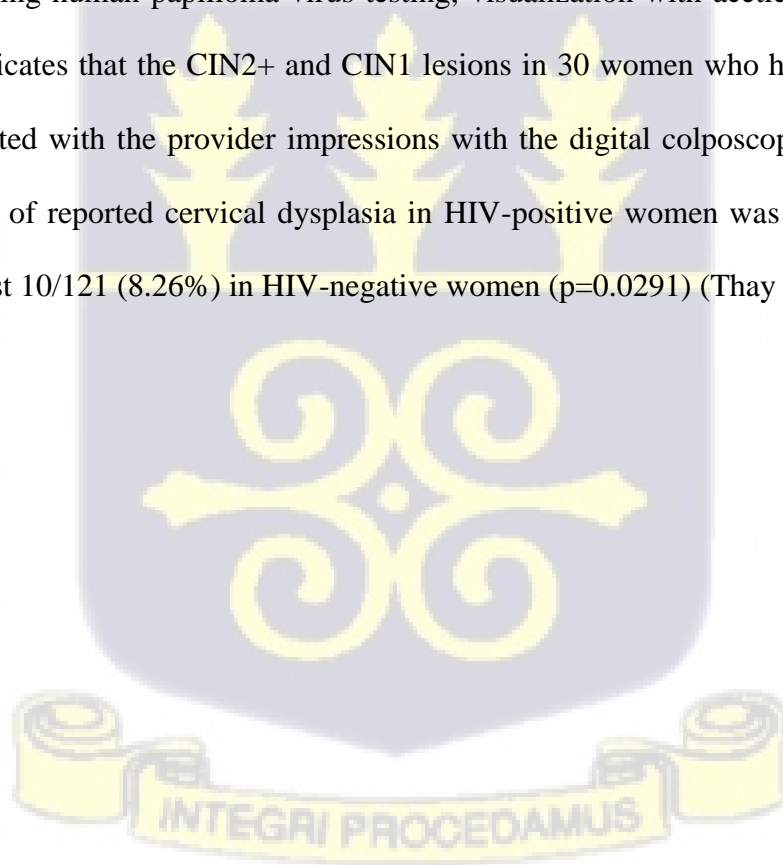 ing human papilloma virus testing, visualization with acetic
icates that the CIN2+ and CIN1 lesions in 30 women who h
ted with the provider impressions with the digital colposcop
of reported cervical dysplasia in HIV-positive women was
st 10/121 (8.26%) in HIV-negative women (p=0.0291) (Thay
INTEGRI PROCEDAMUS